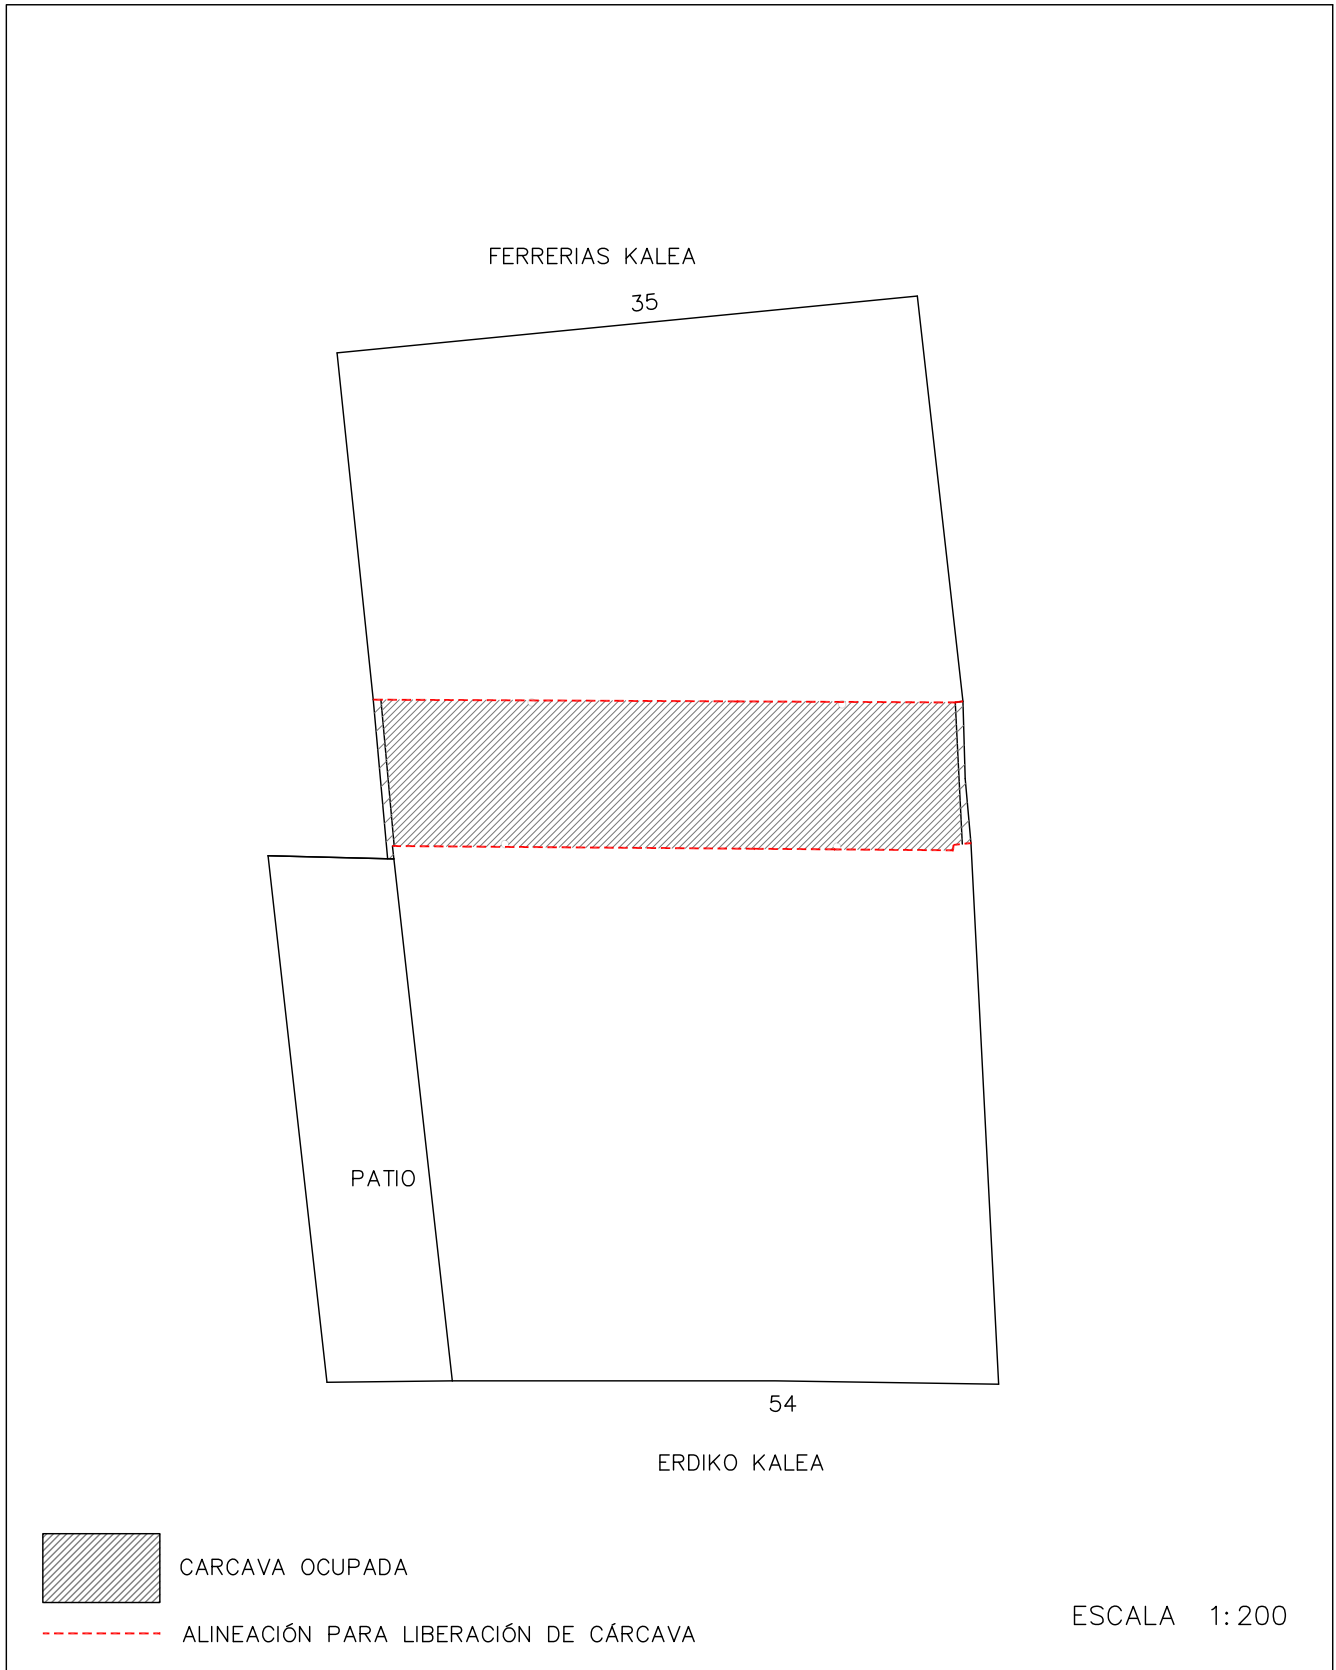 FERRERIAS KALEA
35
PATIO
54
ERDIKO KALEA
CARCAVA OCUPADA
ALINEACIÓN PARA LIBERACIÓN DE CÁRCAVA
ESCALA 1:200